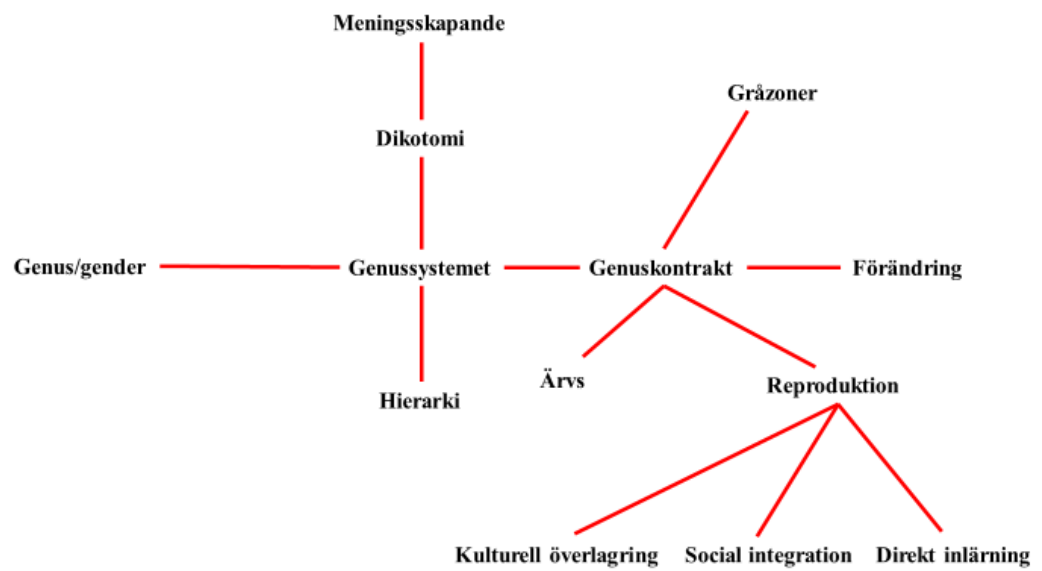 Meningsskapande
Gråzoner
Dikotomi
Genus/gender
Genussystemet
Genuskontrakt
Förändring
Ärvs
Reproduktion
Hierarki
Kulturell överlagring
Social integration
Direkt inlärning